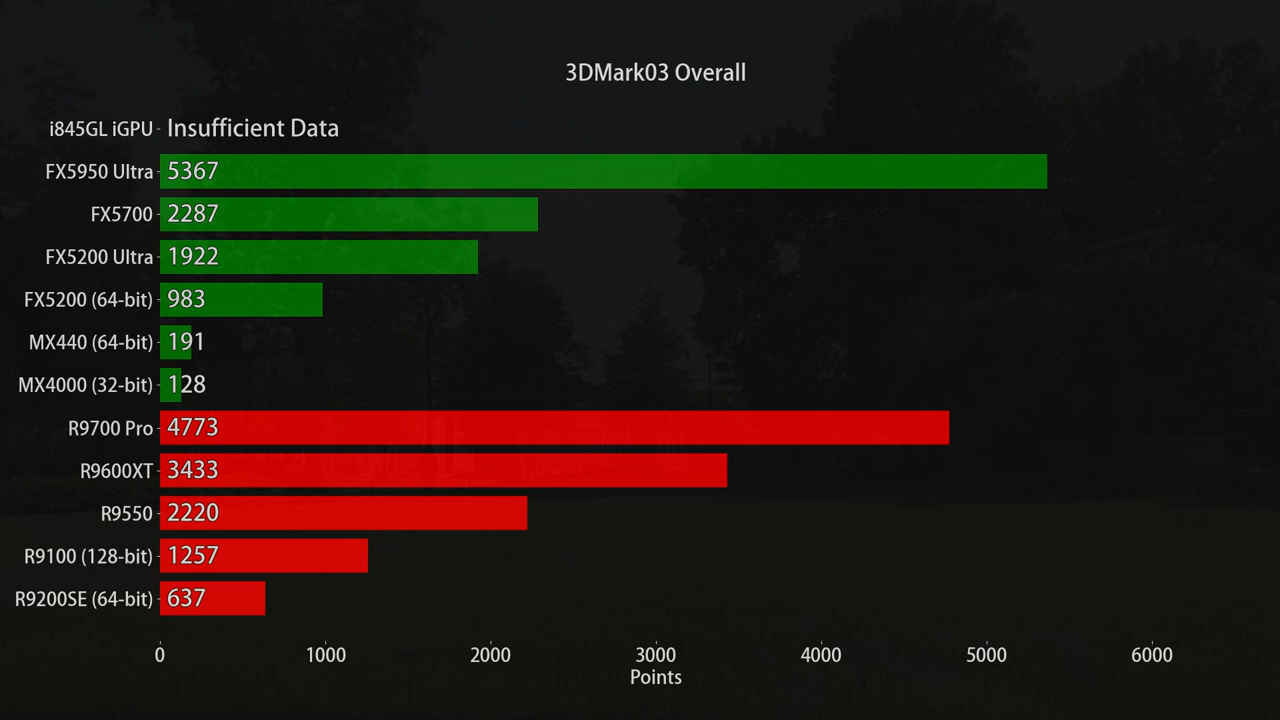 3DMark03 Overall
i845GL iGPU Insufficient Data
FX5950 Ultra 5367
FX5700 2287
FX5200 Ultra 1922
FX5200 (64-bit) 983
MX440 (64-bit) 191
MX4000 (32-bit) 128
R9700 Pro 4773
R9600XT 3433
R9550 2220
R9100 (128-bit) 1257
R9200SE (64-bit) 637
0 1000 2000 3000 4000 5000 6000
Points